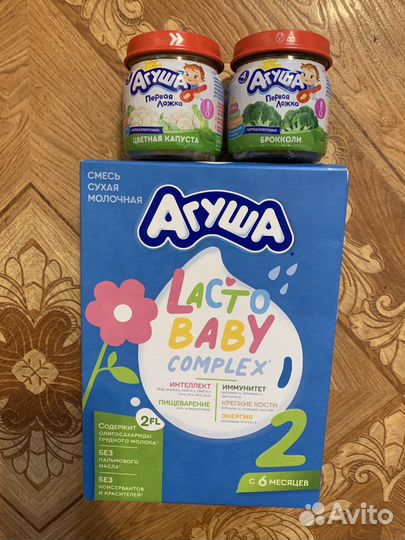 Агуша
Первая Ложка
ГИПОАЛЛЕРГЕННО
ЦВЕТНАЯ КАПУСТА
Агуша
Первая Ложка
ГИПОАЛЛЕРГЕННО
БРОККОЛИ
СМЕСЬ
СУХАЯ
МОЛОЧНАЯ
Агуша
LACTO
BABY
COMPLEX
ИНТЕЛЛЕКТ
ИММУНИТЕТ
ПИЩЕВАРЕНИЕ
КРЕПКИЕ КОСТИ
ЭНЕРГИЯ
СОДЕРЖИТ 2'FL
ОЛИГОСАХАРИДЫ
ГРУДНОГО МОЛОКА
БЕЗ
ПАЛЬМОВОГО
МАСЛА
БЕЗ
КОНСЕРВАНТОВ
И КРАСИТЕЛЕЙ
2
С 6 МЕСЯЦЕВ
Avito